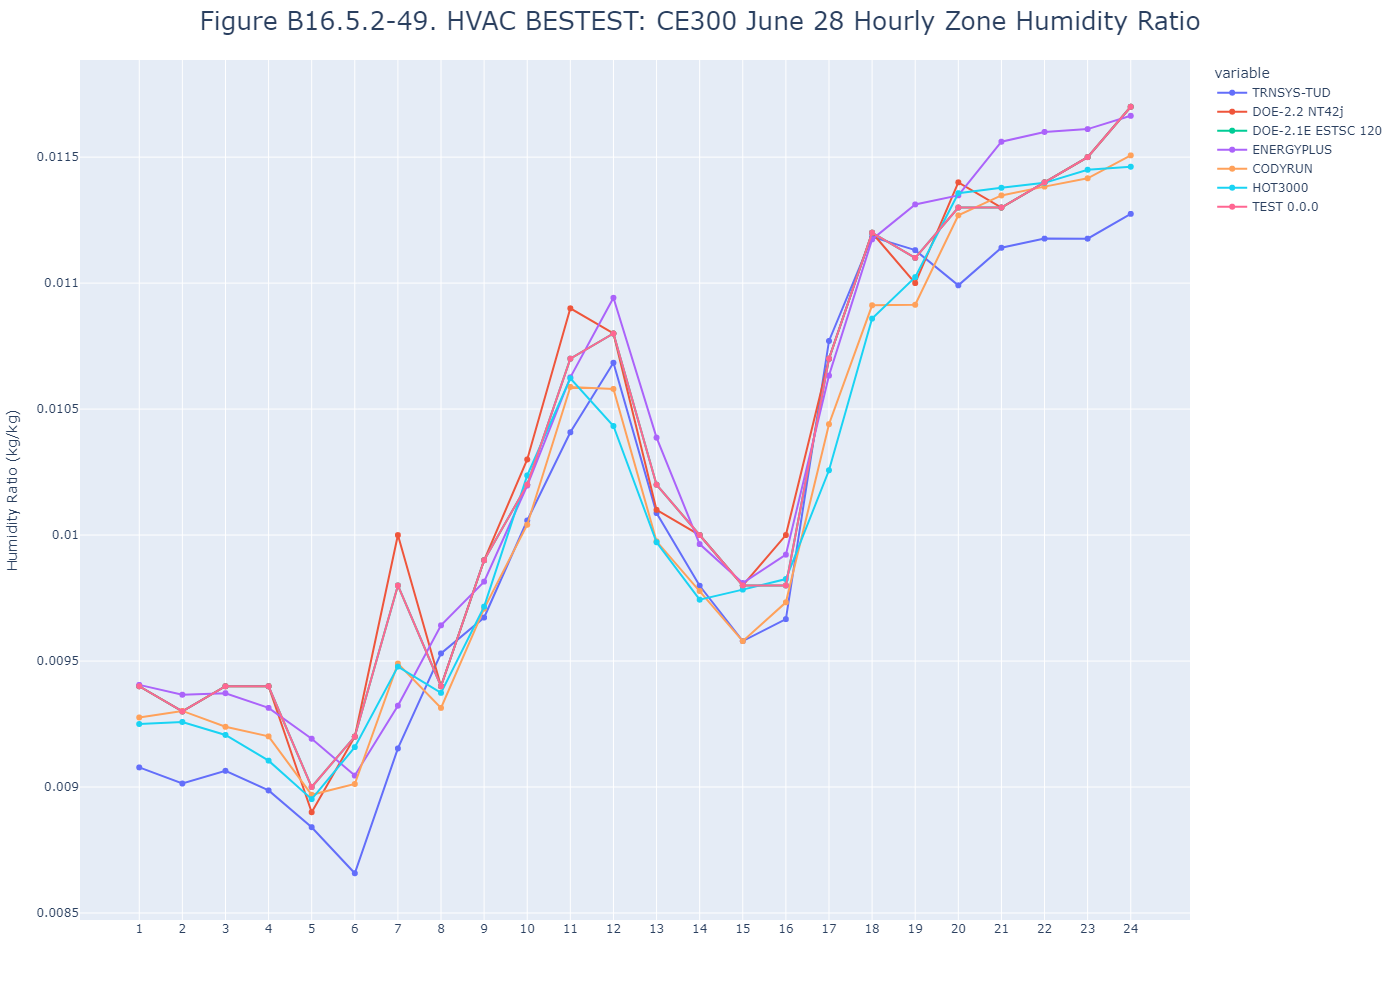 Figure B16.5.2-49. HVAC BESTEST: CE300 June 28 Hourly Zone Humidity Ratio
variable
TRNSYS-TUD
DOE-2.2 NT42j
DOE-2.1E ESTSC 120
ENERGYPLUS
CODYRUN
HOT3000
TEST 0.0.0
Humidity Ratio (kg/kg)
0.0115
0.011
0.0105
0.01
0.0095
0.009
0.0085
1 2 3 4 5 6 7 8 9 10 11 12 13 14 15 16 17 18 19 20 21 22 23 24